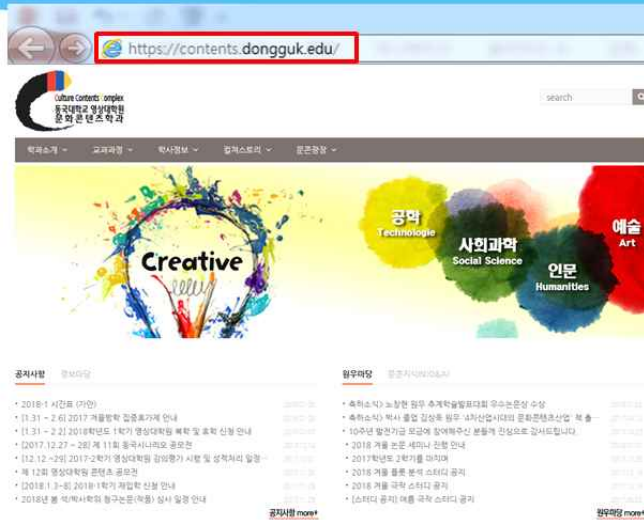 https://contents.dongguk.edu/
Culture Contents Complex
동국대학교 영상대학원
문화콘텐츠학과
search
학과소개
교과과정
학사정보
컬쳐스토리
문콘광장
Creative
공학
Technologie
사회과학
Social Science
인문
Humanities
예술
Art
공지사항
정보마당
• 2018-1 시간표 (가안)
• [1.31 ~ 2.6] 2017 겨울방학 집중휴가제 안내
• [1.31 ~ 2.2] 2018학년도 1학기 영상대학원 복학 및 휴학 신청 안내
• [2017.12.27 ~ 28] 제 11회 동국시나리오 공모전
• [12.12 ~29] 2017-2학기 영상대학원 강의평가 시행 및 성적처리 일정…
• 제 12회 영상대학원 콘텐츠 공모전
• [2018.1.3~8] 2018-1학기 재입학 신청 안내
• 2018년 봄 석/박사학위 청구논문(작품) 심사 일정 안내
공지사항 more+
원우마당
• 축하소식> 노창현 원우 추계학술발표대회 우수논문상 수상
• 축하소식> 박사 졸업 김상욱 원우 '4차산업시대의 문화콘텐츠산업' 책 출…
• 10주년 발전기금 모금에 참여해주신 분들께 진심으로 감사드립니다.
• 2018 겨울 논문 세미나 진행 안내
• 2017학년도 2학기를 마치며
• 2018 겨울 플롯 분석 스터디 공지
• 2018 겨울 극작 스터디 공지
• [스터디 공지] 여름 극작 스터디 공지
원우마당 more+